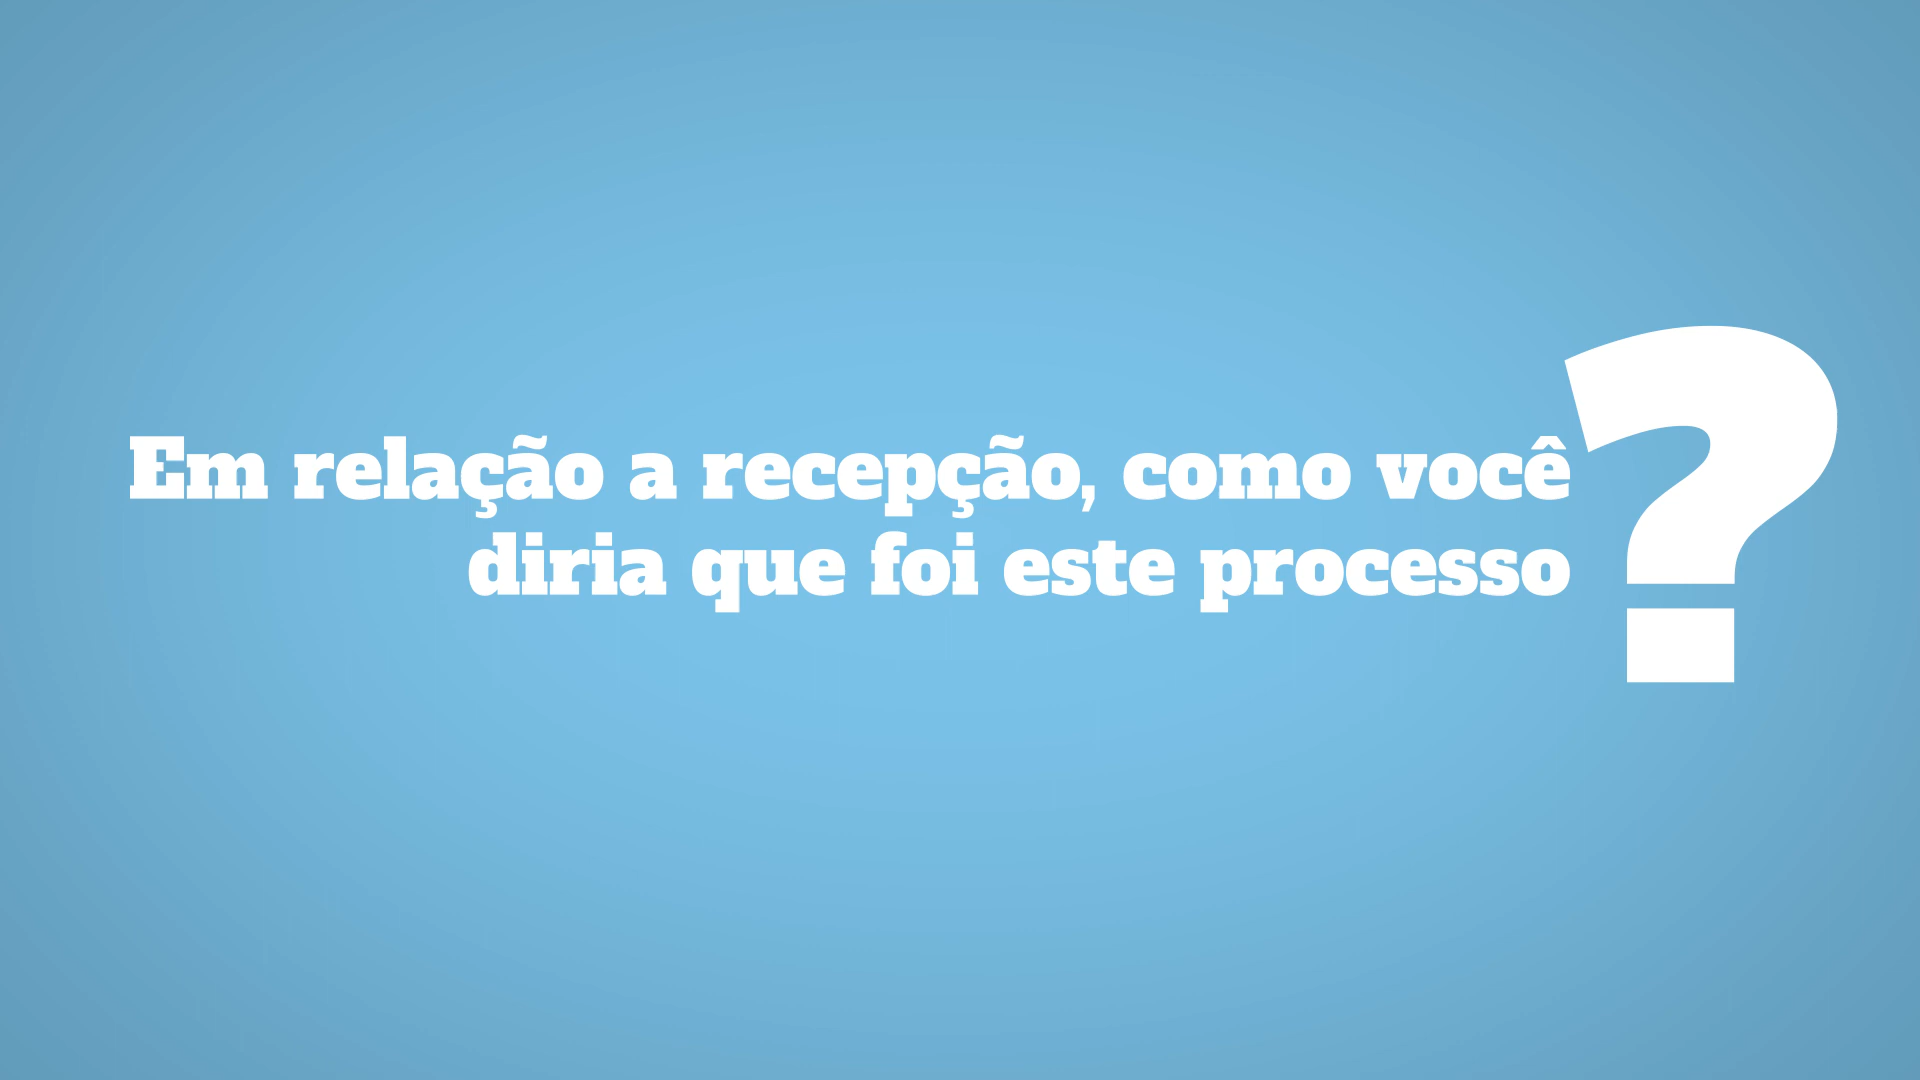 Em relação a recepção, como você
diria que foi este processo?